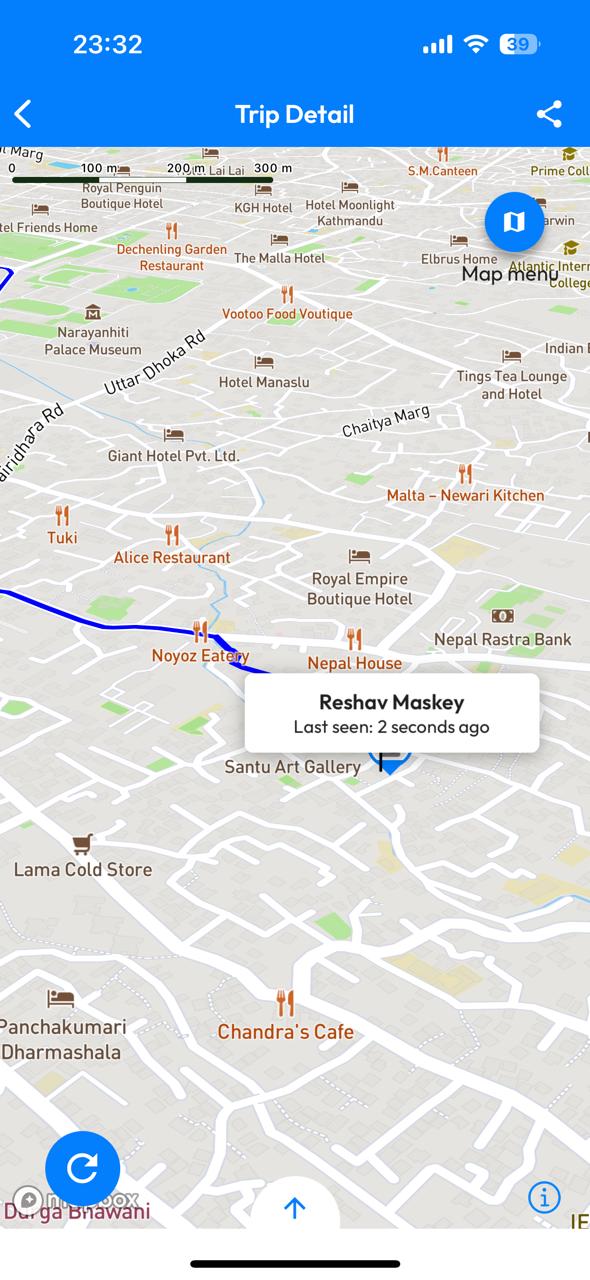 23:32
39
Trip Detail
Marg
0
100 m
200 m
300 m
Lai Lai
S.M.Canteen
Prime Coll
Royal Penguin
Boutique Hotel
KGH Hotel
Hotel Moonlight
Kathmandu
arwin
tel Friends Home
Dechenling Garden
Restaurant
The Malla Hotel
Elbrus Home
Map menu
Atlantic Intern
College
Vootoo Food Voutique
Narayanhiti
Palace Museum
Uttar Dhoka Rd
Indian E
Hotel Manaslu
Tings Tea Lounge
and Hotel
airidhara Rd
Chaitya Marg
Giant Hotel Pvt. Ltd.
Malta – Newari Kitchen
Tuki
Alice Restaurant
Royal Empire
Boutique Hotel
Nepal Rastra Bank
Noyoz Eatery
Nepal House
Reshav Maskey
Last seen: 2 seconds ago
Santu Art Gallery
Lama Cold Store
Panchakumari
Dharmashala
Chandra's Cafe
mapbox
Durga Bhawani
IE